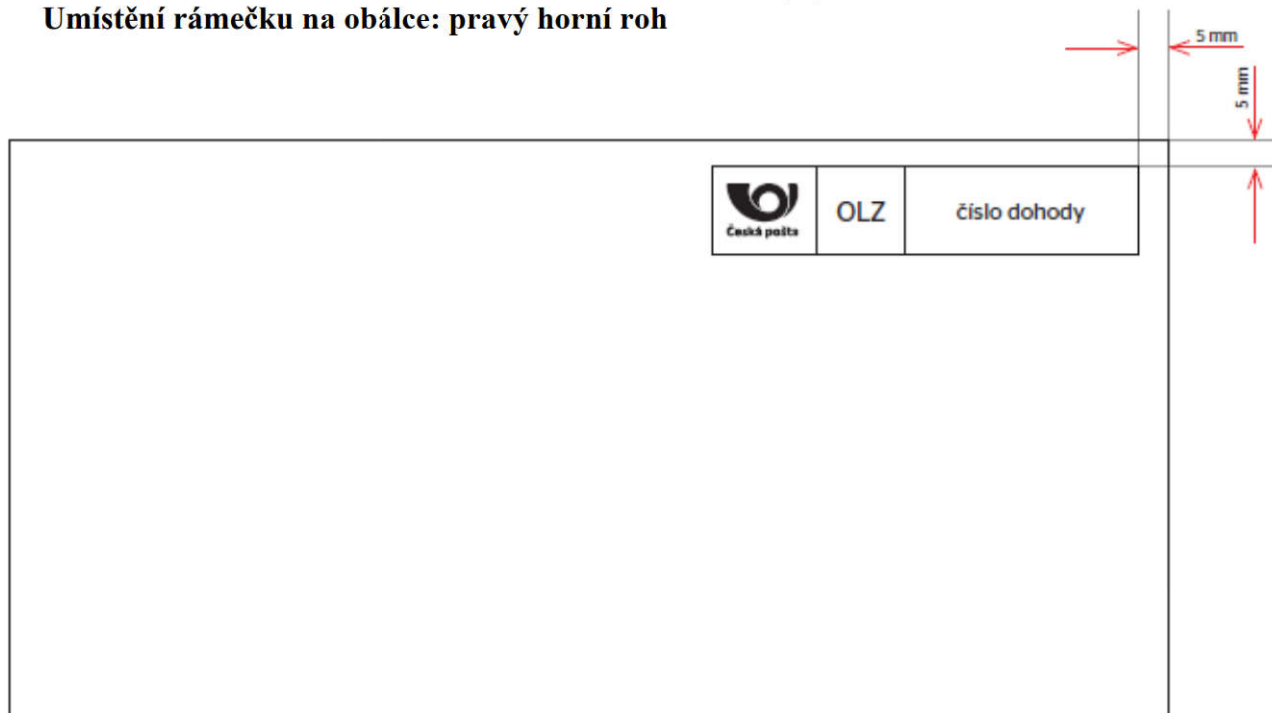 Umístění rámečku na obálce: pravý horní roh
5 mm
5 mm
Česká pošta
OLZ
číslo dohody